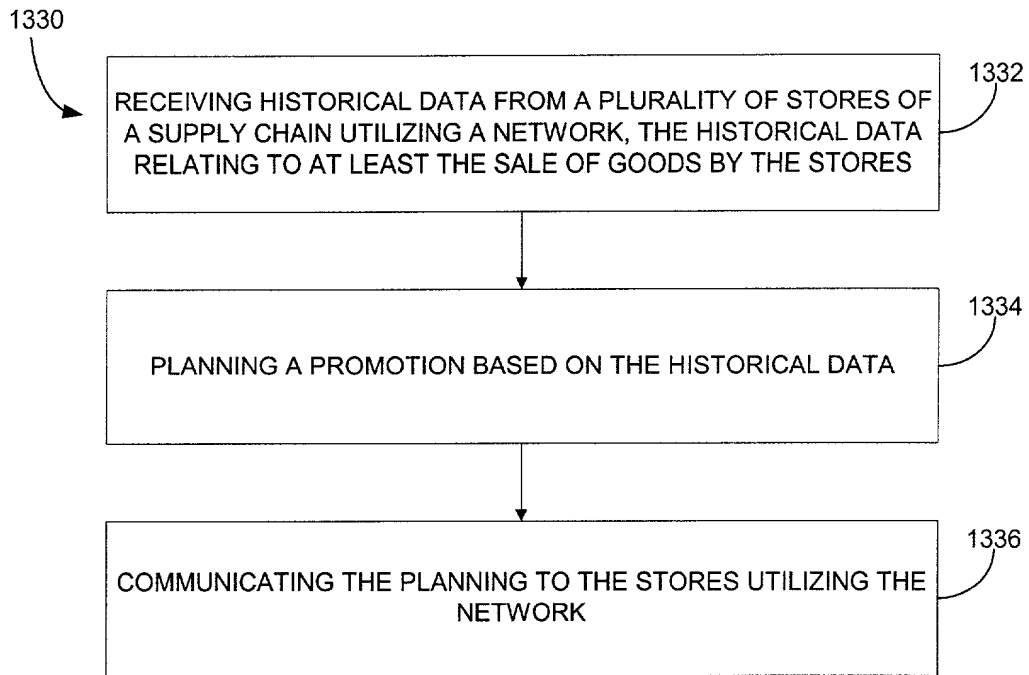 1330
1332
RECEIVING HISTORICAL DATA FROM A PLURALITY OF STORES OF
A SUPPLY CHAIN UTILIZING A NETWORK, THE HISTORICAL DATA
RELATING TO AT LEAST THE SALE OF GOODS BY THE STORES
1334
PLANNING A PROMOTION BASED ON THE HISTORICAL DATA
1336
COMMUNICATING THE PLANNING TO THE STORES UTILIZING THE
NETWORK